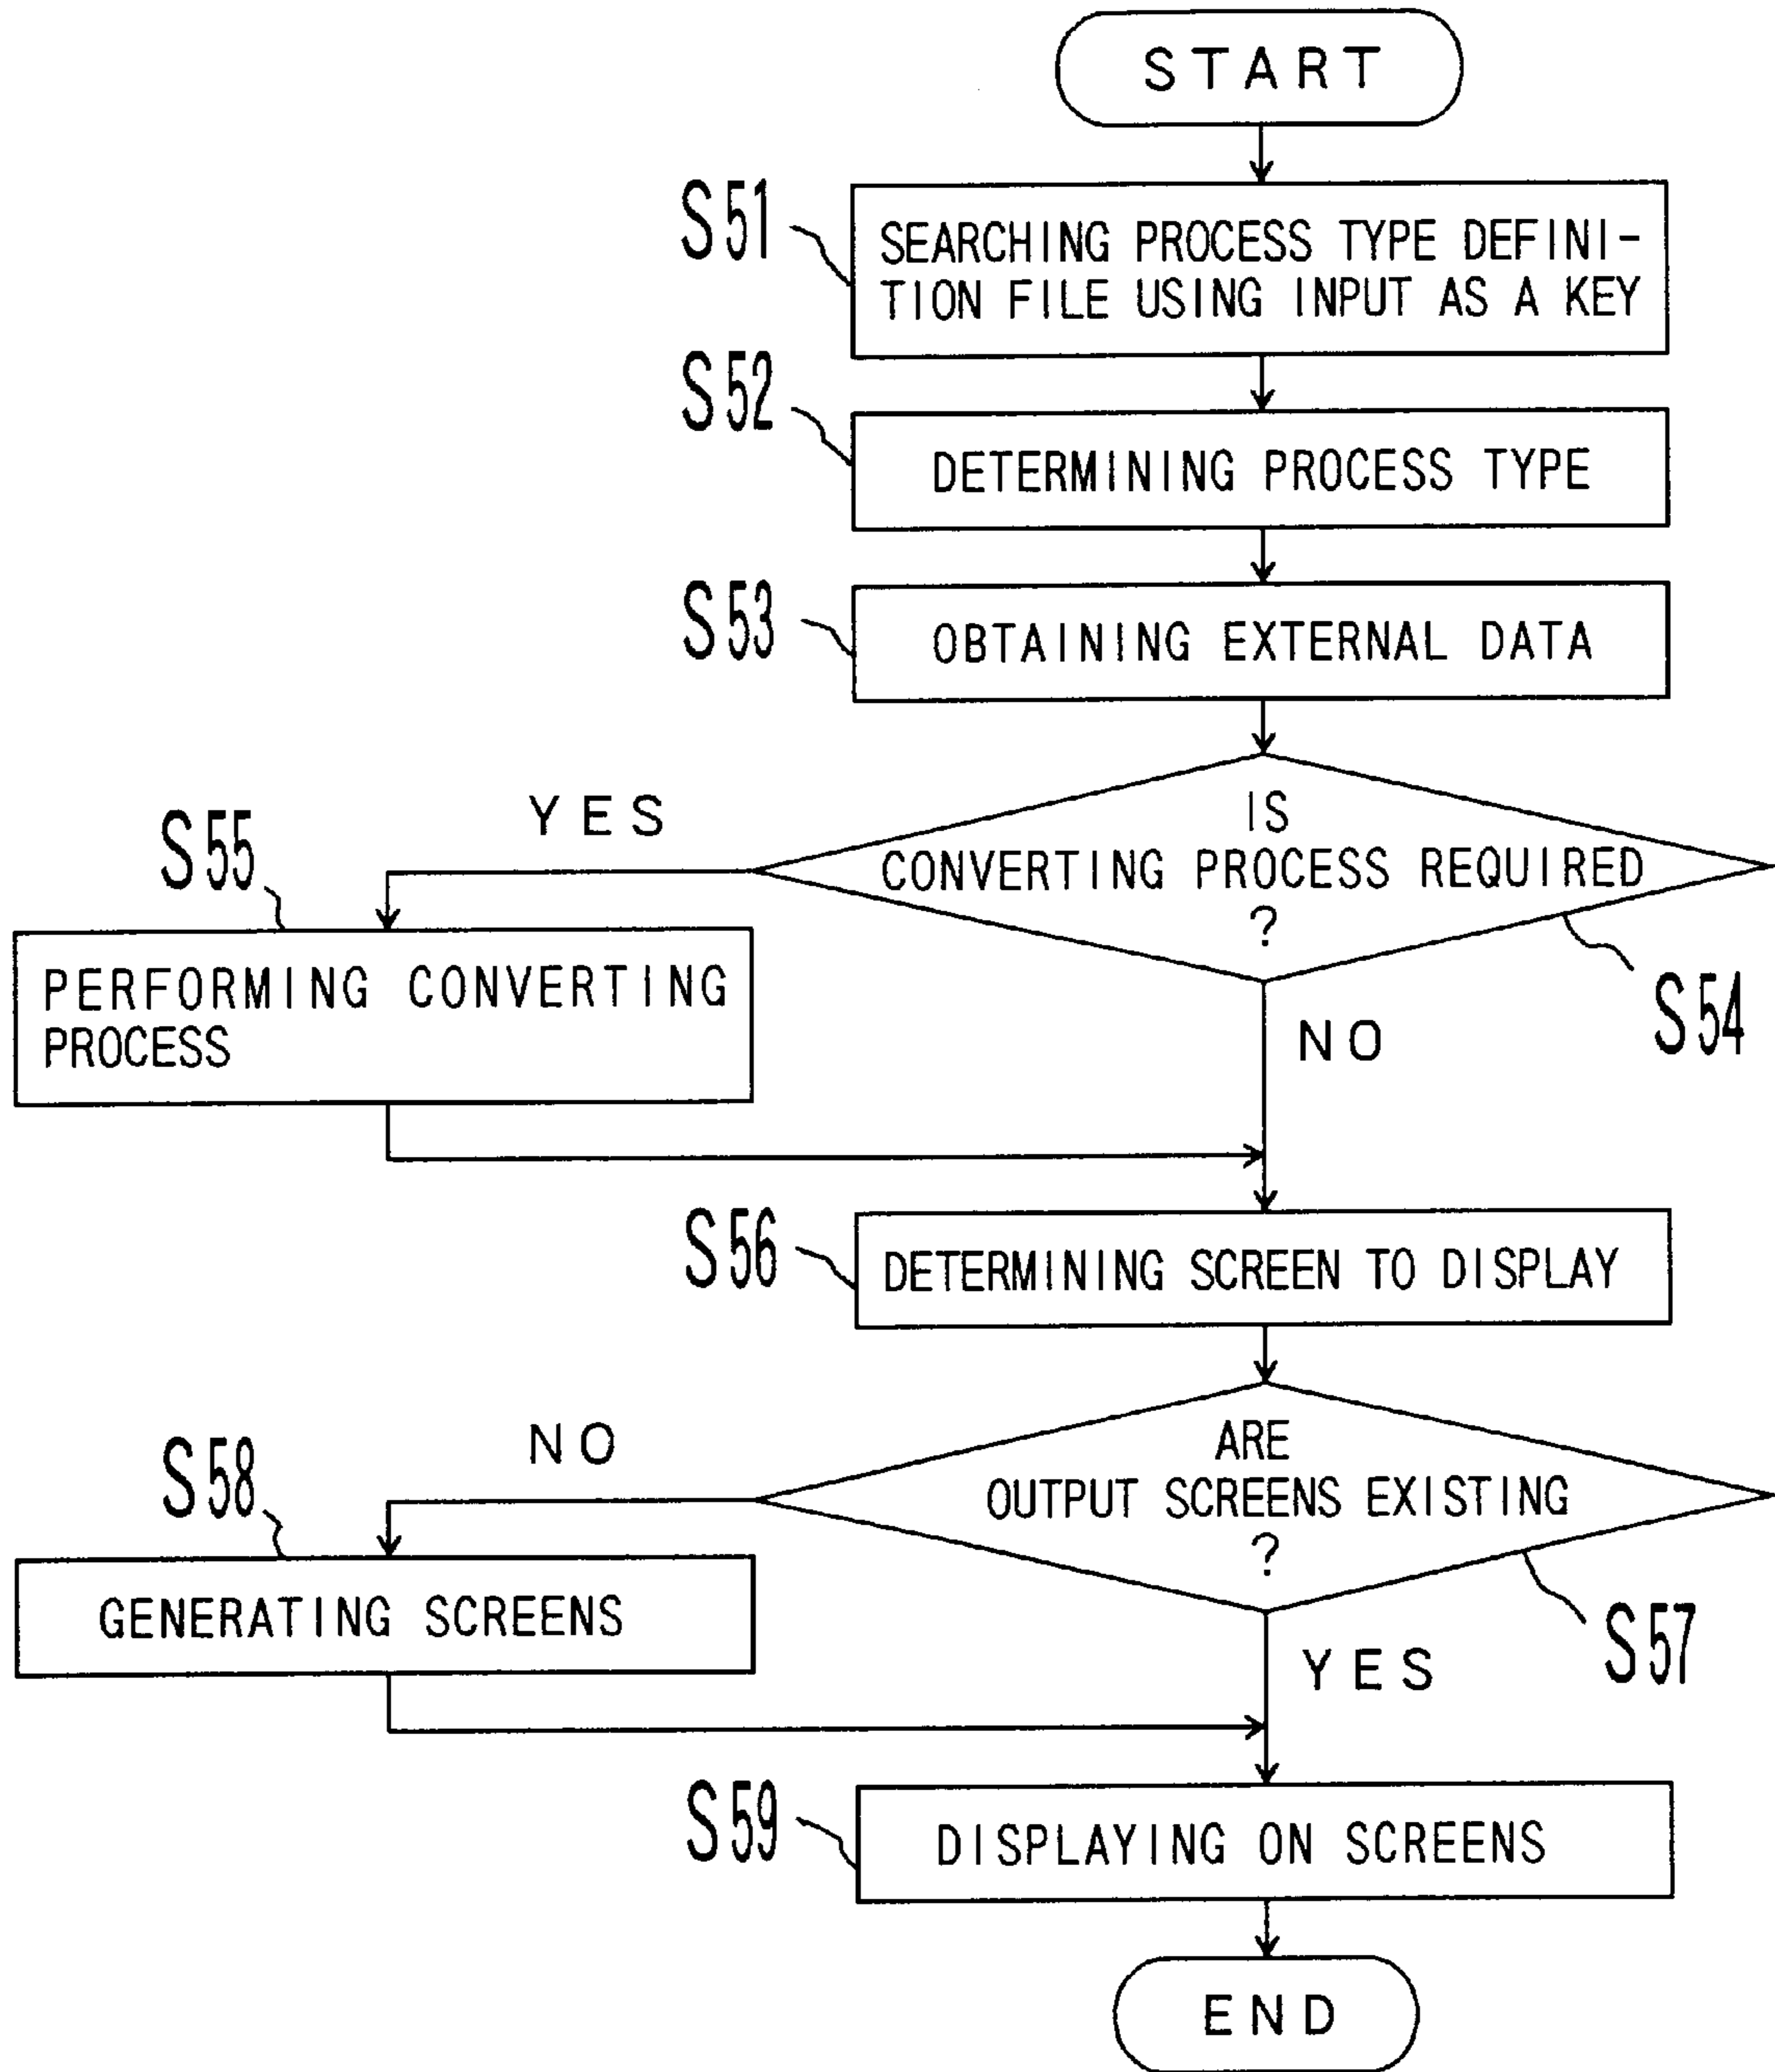 START
S51
SEARCHING PROCESS TYPE DEFINI-
TION FILE USING INPUT AS A KEY
S52
DETERMINING PROCESS TYPE
S53
OBTAINING EXTERNAL DATA
IS
CONVERTING PROCESS REQUIRED
?
YES
S54
S55
PERFORMING CONVERTING
PROCESS
NO
S56
DETERMINING SCREEN TO DISPLAY
ARE
OUTPUT SCREENS EXISTING
?
NO
S57
S58
GENERATING SCREENS
YES
S59
DISPLAYING ON SCREENS
END